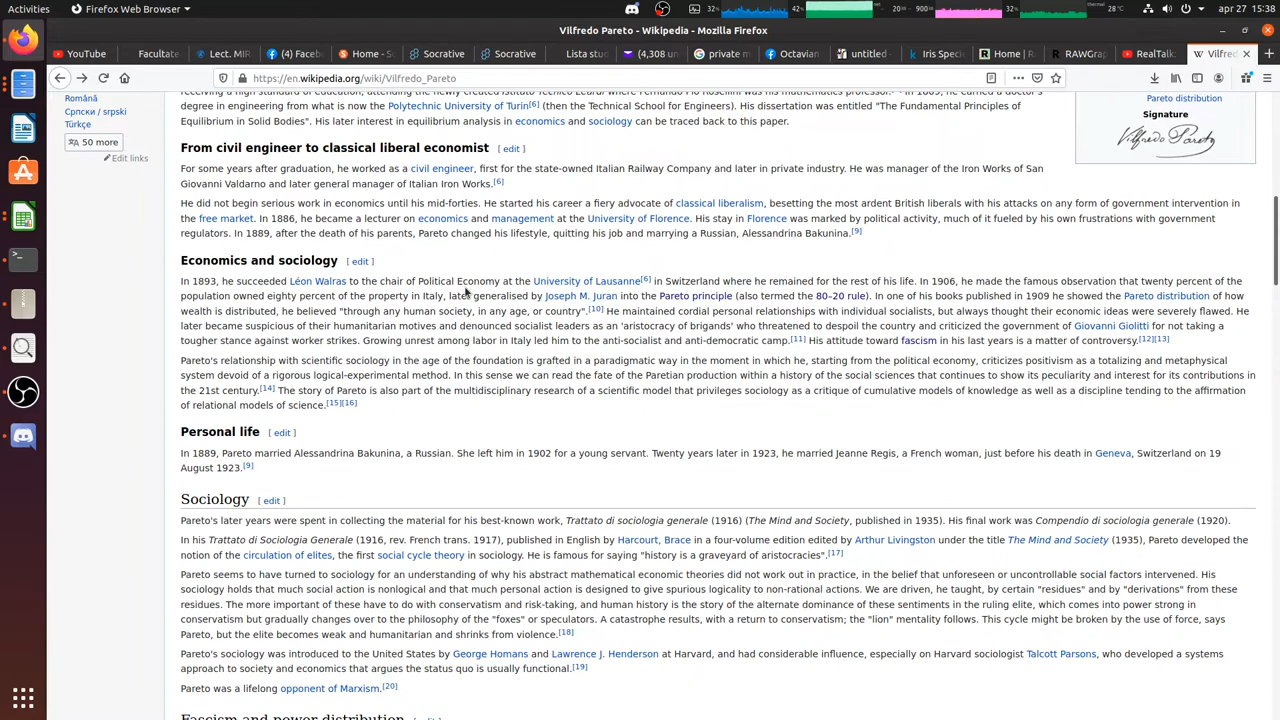 Activities
Firefox Web Browser
32%
42%
20°
900
32%
28°C
apr 27 15:38
Vilfredo Pareto - Wikipedia — Mozilla Firefox
YouTube
Facultate
Lect. MIR
(4) Faceb
Home - S
Socrative
Socrative
Lista stu
(4,308 un
private m
Octavian
untitled -
Iris Specie
Home | R
RAWGra
RealTalk:
Vilfred
https://en.wikipedia.org/wiki/Vilfredo_Pareto
Română
Српски / srpski
Türkçe
50 more
Edit links
degree in engineering from what is now the Polytechnic University of Turin[6] (then the Technical School for Engineers). His dissertation was entitled "The Fundamental Principles of
Equilibrium in Solid Bodies". His later interest in equilibrium analysis in economics and sociology can be traced back to this paper.
Pareto distribution
Signature
Vilfredo Pareto
From civil engineer to classical liberal economist [ edit ]
For some years after graduation, he worked as a civil engineer, first for the state-owned Italian Railway Company and later in private industry. He was manager of the Iron Works of San
Giovanni Valdarno and later general manager of Italian Iron Works.[6]
He did not begin serious work in economics until his mid-forties. He started his career a fiery advocate of classical liberalism, besetting the most ardent British liberals with his attacks on any form of government intervention in
the free market. In 1886, he became a lecturer on economics and management at the University of Florence. His stay in Florence was marked by political activity, much of it fueled by his own frustrations with government
regulators. In 1889, after the death of his parents, Pareto changed his lifestyle, quitting his job and marrying a Russian, Alessandrina Bakunina.[9]
Economics and sociology [ edit ]
In 1893, he succeeded Léon Walras to the chair of Political Economy at the University of Lausanne[6] in Switzerland where he remained for the rest of his life. In 1906, he made the famous observation that twenty percent of the
population owned eighty percent of the property in Italy, later generalised by Joseph M. Juran into the Pareto principle (also termed the 80–20 rule). In one of his books published in 1909 he showed the Pareto distribution of how
wealth is distributed, he believed "through any human society, in any age, or country".[10] He maintained cordial personal relationships with individual socialists, but always thought their economic ideas were severely flawed. He
later became suspicious of their humanitarian motives and denounced socialist leaders as an 'aristocracy of brigands' who threatened to despoil the country and criticized the government of Giovanni Giolitti for not taking a
tougher stance against worker strikes. Growing unrest among labor in Italy led him to the anti-socialist and anti-democratic camp.[11] His attitude toward fascism in his last years is a matter of controversy.[12][13]
Pareto's relationship with scientific sociology in the age of the foundation is grafted in a paradigmatic way in the moment in which he, starting from the political economy, criticizes positivism as a totalizing and metaphysical
system devoid of a rigorous logical-experimental method. In this sense we can read the fate of the Paretian production within a history of the social sciences that continues to show its peculiarity and interest for its contributions in
the 21st century.[14] The story of Pareto is also part of the multidisciplinary research of a scientific model that privileges sociology as a critique of cumulative models of knowledge as well as a discipline tending to the affirmation
of relational models of science.[15][16]
Personal life [ edit ]
In 1889, Pareto married Alessandrina Bakunina, a Russian. She left him in 1902 for a young servant. Twenty years later in 1923, he married Jeanne Regis, a French woman, just before his death in Geneva, Switzerland on 19
August 1923.[9]
Sociology [ edit ]
Pareto's later years were spent in collecting the material for his best-known work, Trattato di sociologia generale (1916) (The Mind and Society, published in 1935). His final work was Compendio di sociologia generale (1920).
In his Trattato di Sociologia Generale (1916, rev. French trans. 1917), published in English by Harcourt, Brace in a four-volume edition edited by Arthur Livingston under the title The Mind and Society (1935), Pareto developed the
notion of the circulation of elites, the first social cycle theory in sociology. He is famous for saying "history is a graveyard of aristocracies".[17]
Pareto seems to have turned to sociology for an understanding of why his abstract mathematical economic theories did not work out in practice, in the belief that unforeseen or uncontrollable social factors intervened. His
sociology holds that much social action is nonlogical and that much personal action is designed to give spurious logicality to non-rational actions. We are driven, he taught, by certain "residues" and by "derivations" from these
residues. The more important of these have to do with conservatism and risk-taking, and human history is the story of the alternate dominance of these sentiments in the ruling elite, which comes into power strong in
conservatism but gradually changes over to the philosophy of the "foxes" or speculators. A catastrophe results, with a return to conservatism; the "lion" mentality follows. This cycle might be broken by the use of force, says
Pareto, but the elite becomes weak and humanitarian and shrinks from violence.[18]
Pareto's sociology was introduced to the United States by George Homans and Lawrence J. Henderson at Harvard, and had considerable influence, especially on Harvard sociologist Talcott Parsons, who developed a systems
approach to society and economics that argues the status quo is usually functional.[19]
Pareto was a lifelong opponent of Marxism.[20]
Fascism and power distribution